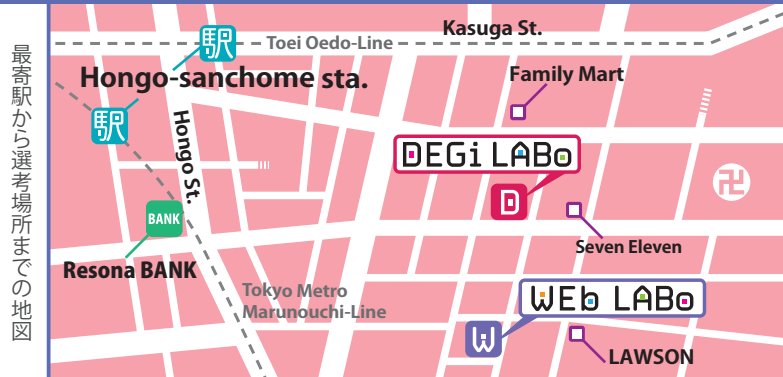 最寄駅から選考場所までの地図
Kasuga St.
駅
Toei Oedo-Line
Hongo-sanchome sta.
Family Mart
駅
Hongo St.
DEGi LABo
D
卍
BANK
Seven Eleven
Resona BANK
Tokyo Metro
Marunouchi-Line
WEb LABo
W
LAWSON